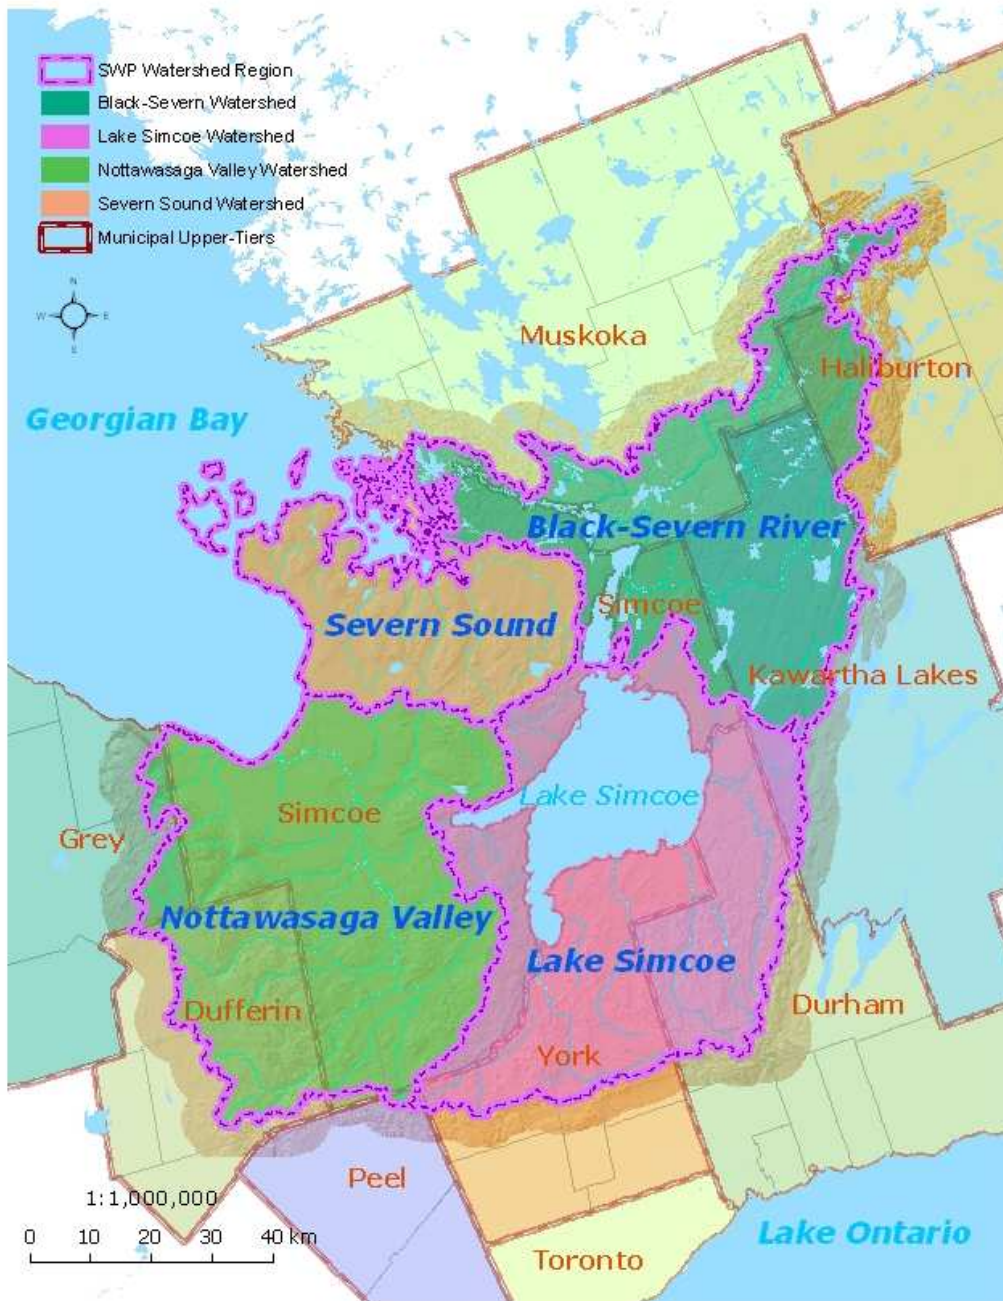 SWP Watershed Region
Black-Severn Watershed
Lake Simcoe Watershed
Nottawasaga Valley Watershed
Severn Sound Watershed
Municipal Upper-Tiers
N
W E
S
Muskoka
Haliburton
Georgian Bay
Black-Severn River
Simcoe
Severn Sound
Kawartha Lakes
Lake Simcoe
Simcoe
Grey
Nottawasaga Valley
Lake Simcoe
Dufferin
Durham
York
Peel
1:1,000,000
0 10 20 30 40 km
Lake Ontario
Toronto